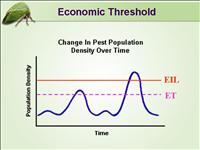 Economic Threshold
Change In Pest Population
Density Over Time
Population Density
EIL
ET
Time